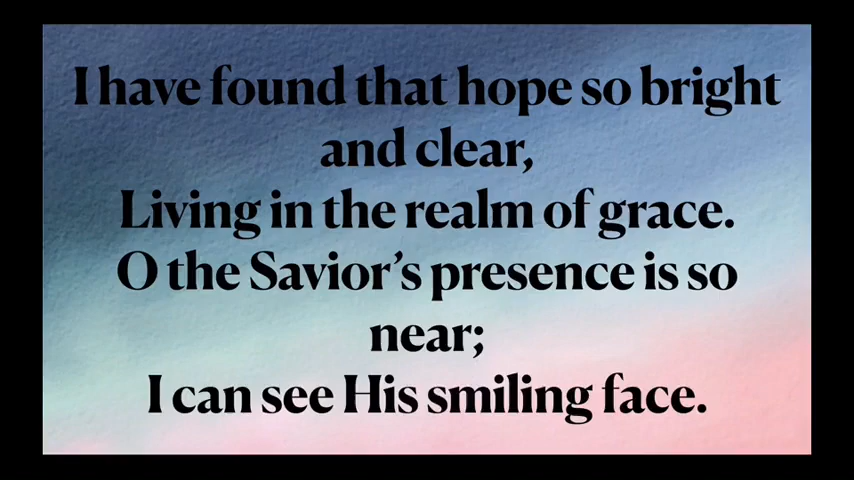 I have found that hope so bright
and clear,
Living in the realm of grace.
O the Savior's presence is so
near;
I can see His smiling face.